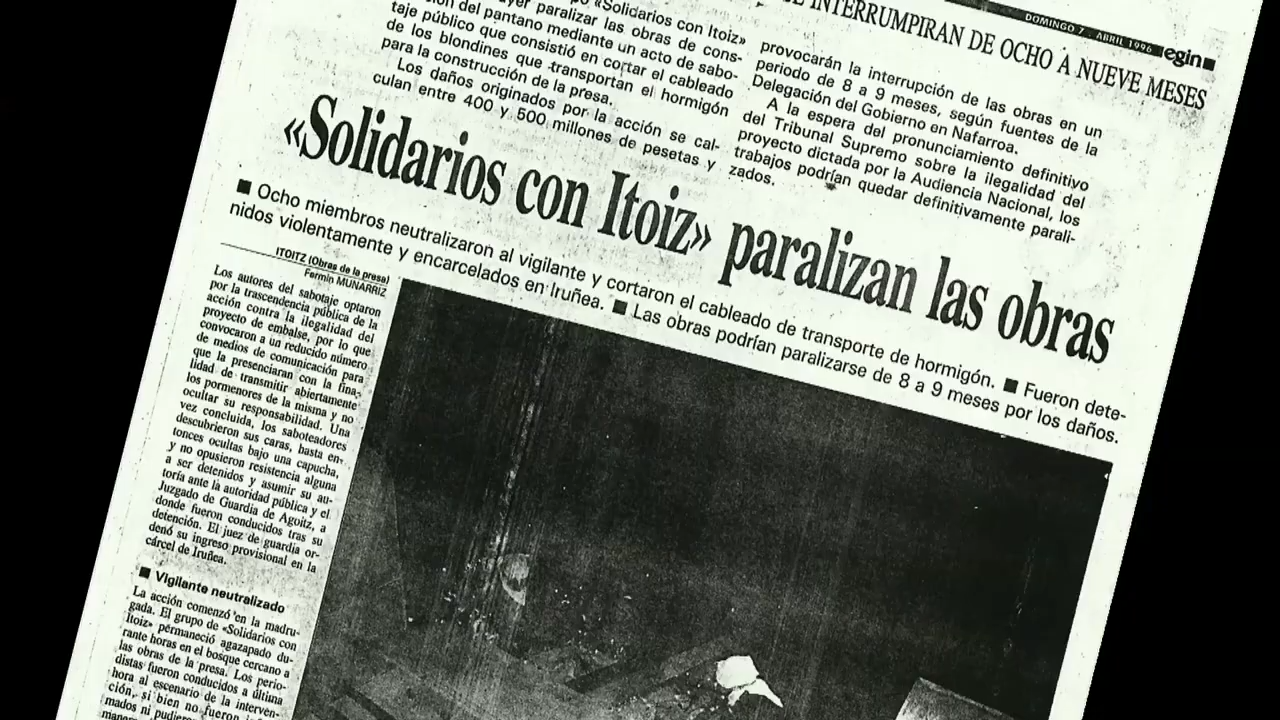 DOMINGO 7 - ABRIL 1996 egin
INTERRUMPIRAN DE OCHO A NUEVE MESES
«Solidarios con Itoiz»
paralizar las obras de cons-
del pantano mediante un acto de sabo-
taje público que consistió en cortar el cableado
de los blondines que transportan el hormigón
para la construcción de la presa.
Los daños originados por la acción se cal-
culan entre 400 y 500 millones de pesetas y
provocarán la interrupción de las obras en un
periodo de 8 a 9 meses, según fuentes de la
Delegación del Gobierno en Nafarroa.
A la espera del pronunciamiento definitivo
del Tribunal Supremo sobre la ilegalidad del
proyecto dictada por la Audiencia Nacional, los
trabajos podrían quedar definitivamente parali-
zados.
«Solidarios con Itoiz» paralizan las obras
■ Ocho miembros neutralizaron al vigilante y cortaron el cableado de transporte de hormigón. ■ Fueron dete-
nidos violentamente y encarcelados en Iruñea. ■ Las obras podrían paralizarse de 8 a 9 meses por los daños.
ITOITZ (Obras de la presa)
Fermin MUNARRIZ
Los autores del sabotaje optaron
por la trascendencia pública de la
acción contra la ilegalidad del
proyecto de embalse, por lo que
convocaron a un reducido número
de medios de comunicación para
que la presenciaran con la fina-
lidad de transmitir abiertamente
los pormenores de la misma y no
ocultar su responsabilidad. Una
vez concluida, los saboteadores
descubrieron sus caras, hasta en-
tonces ocultas bajo una capucha,
y no opusieron resistencia alguna
a ser detenidos y asumir su au-
toría ante la autoridad pública y el
Juzgado de Guardia de Agoitz, a
donde fueron conducidos tras su
detención. El juez de guardia or-
denó su ingreso provisional en la
cárcel de Iruñea.
■ Vigilante neutralizado
La acción comenzó en la madru-
gada. El grupo de «Solidarios con
Itoiz» permaneció agazapado du-
rante horas en el bosque cercano a
las obras de la presa. Los perio-
distas fueron conducidos a última
hora al escenario de la interven-
ción, si bien no fueron
mados ni pudieron